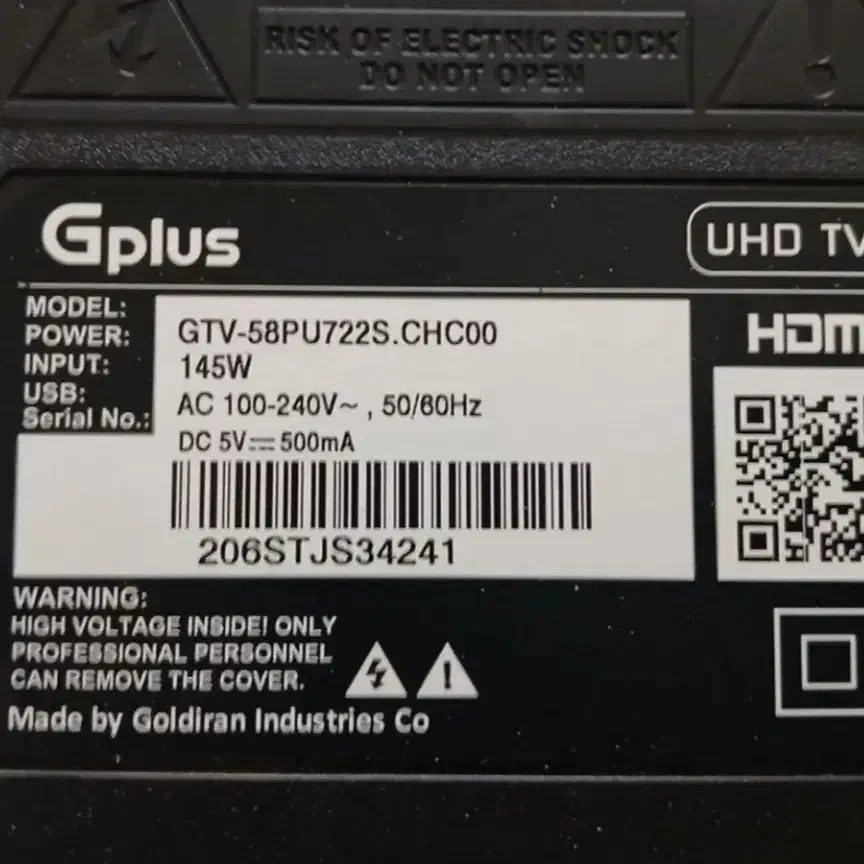 RISK OF ELECTRIC SHOCK
DO NOT OPEN
Gplus
UHD TV
MODEL:
POWER:
INPUT:
USB:
Serial No.:
GTV-58PU722S.CHC00
145W
AC 100-240V~ , 50/60Hz
DC 5V⎓500mA
206STJS34241
HDM
WARNING:
HIGH VOLTAGE INSIDE! ONLY
PROFESSIONAL PERSONNEL
CAN REMOVE THE COVER.
Made by Goldiran Industries Co